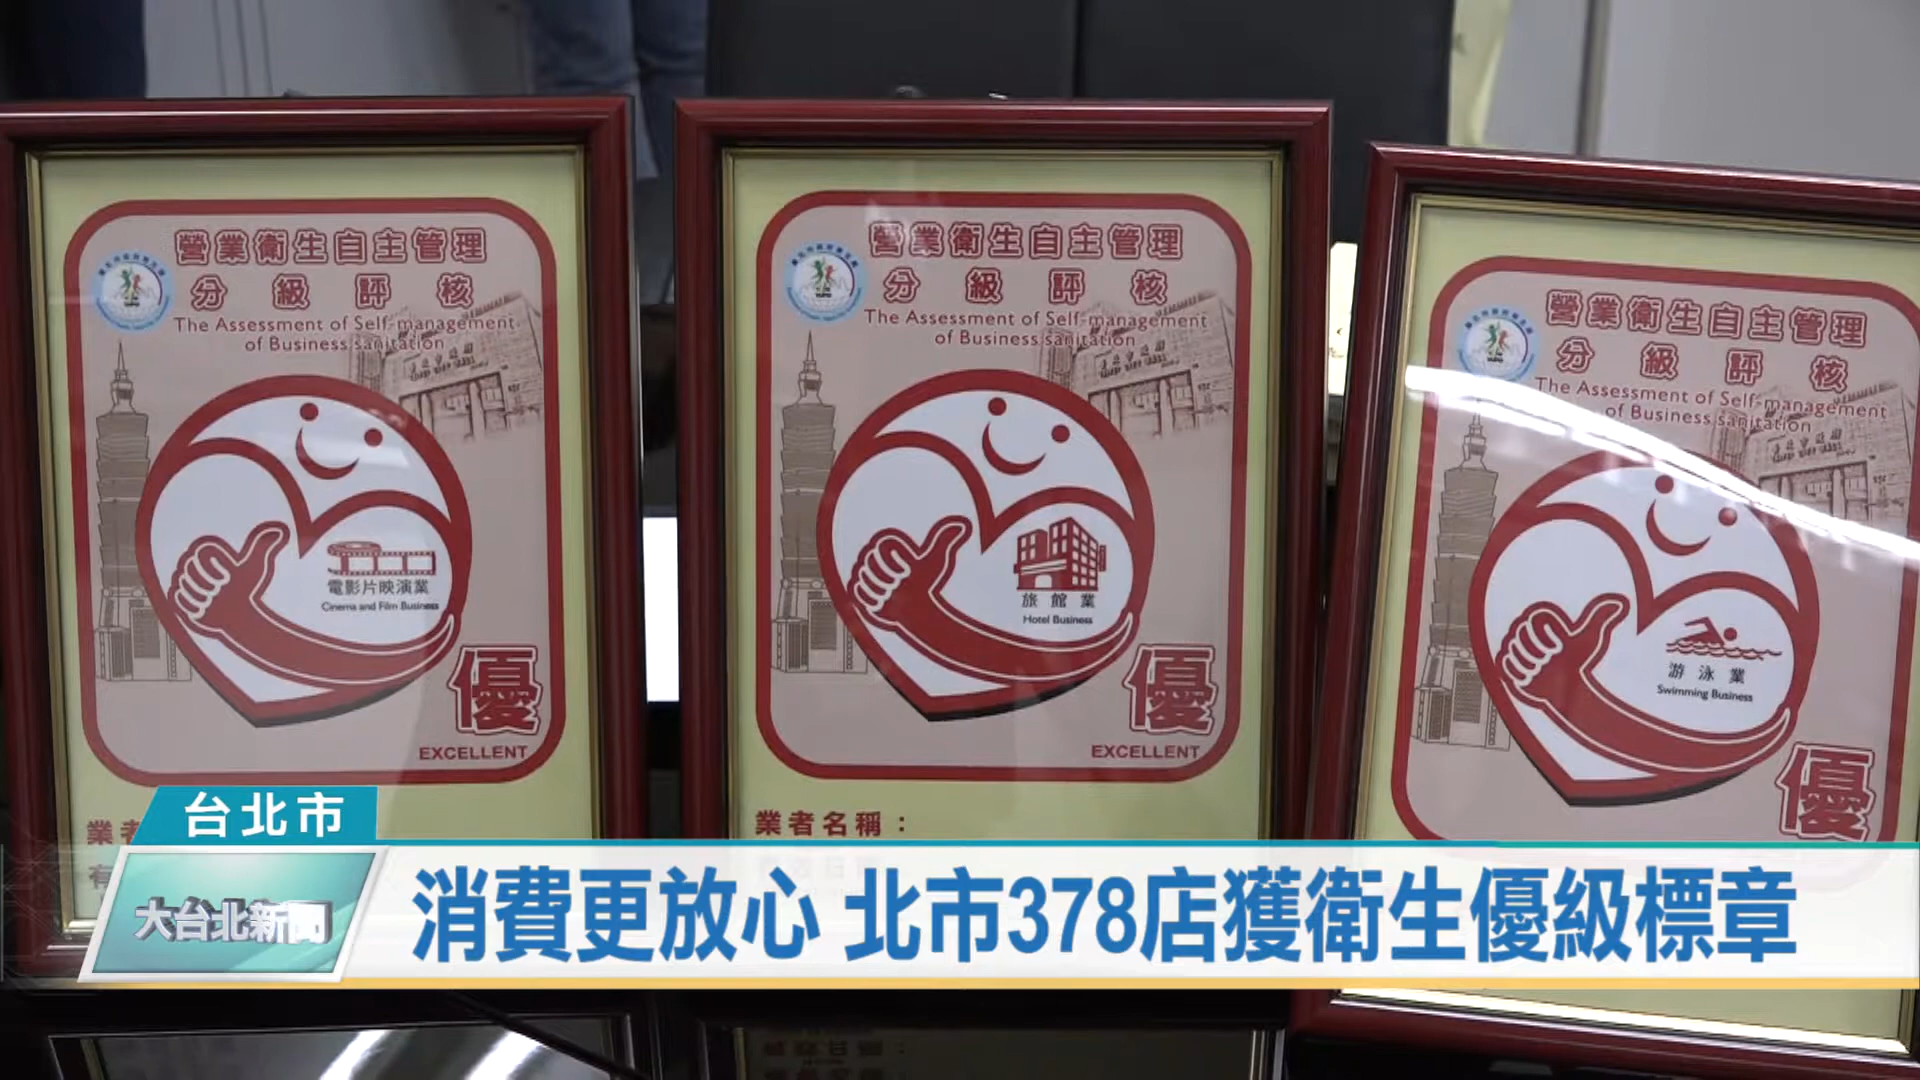 營業衛生自主管理
分級評核
The Assessment of Self-management
of Business sanitation
電影片映演業
Cinema and Film Business
優
EXCELLENT
業者
營業衛生自主管理
分級評核
The Assessment of Self-management
of Business sanitation
旅館業
Hotel Business
優
EXCELLENT
業者名稱：
營業衛生自主管理
分級評核
The Assessment of Self-management
of Business sanitation
游泳業
Swimming Business
優
台北市
大台北新聞
消費更放心 北市378店獲衛生優級標章